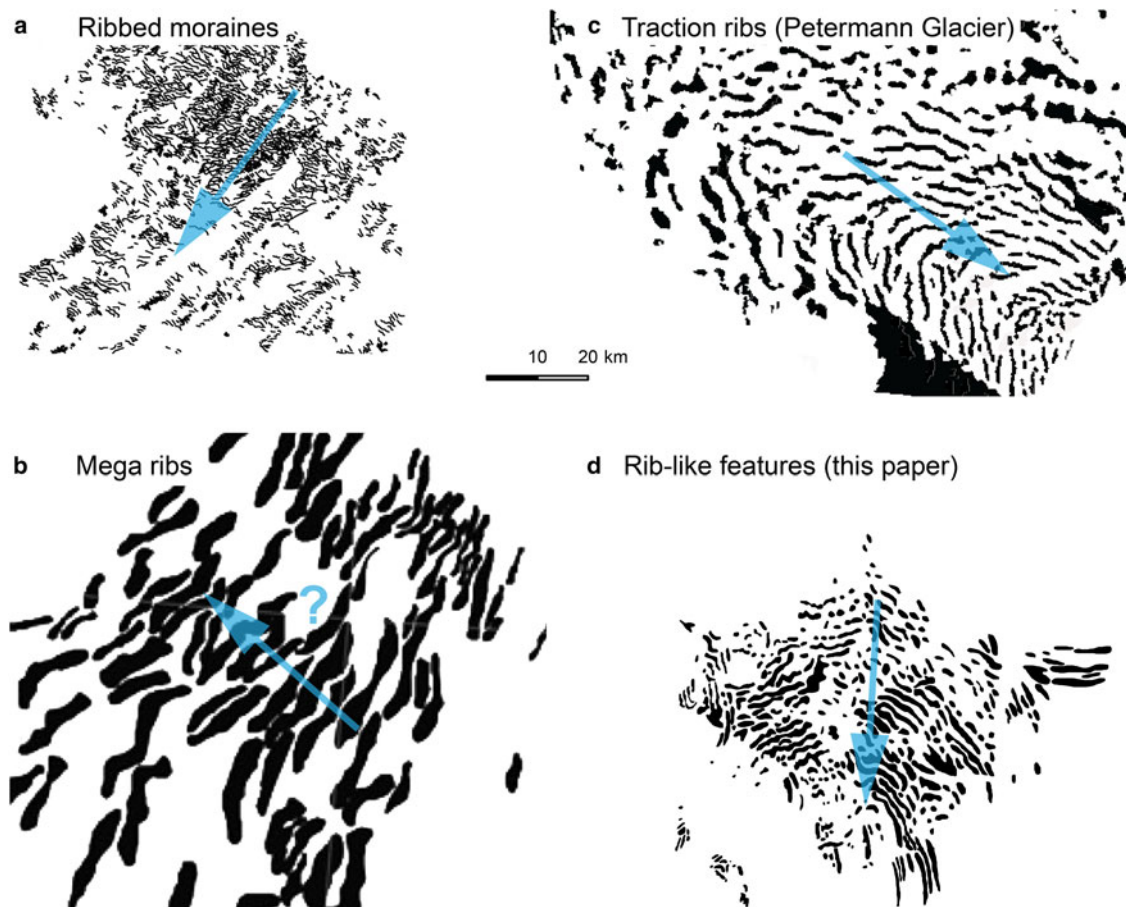 a Ribbed moraines
c Traction ribs (Petermann Glacier)
10 20 km
b Mega ribs
d Rib-like features (this paper)
?